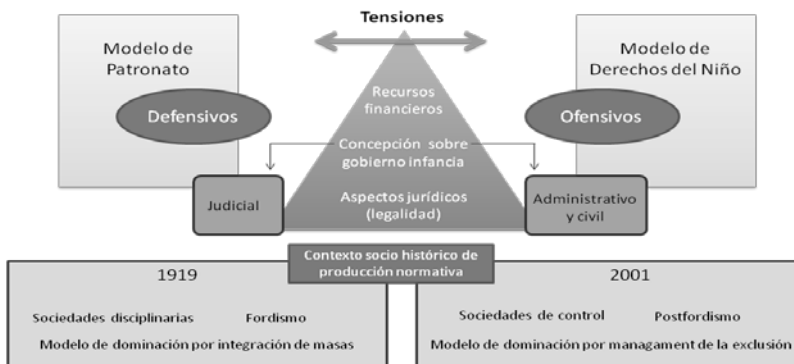 Tensiones
Modelo de
Patronato
Defensivos
Recursos
financieros
Modelo de
Derechos del Niño
Ofensivos
Concepción sobre
gobierno infancia
Judicial
Aspectos jurídicos
(legalidad)
Administrativo
y civil
Contexto socio histórico de
producción normativa
1919
Sociedades disciplinarias Fordismo
Modelo de dominación por integración de masas
2001
Sociedades de control Postfordismo
Modelo de dominación por managament de la exclusión